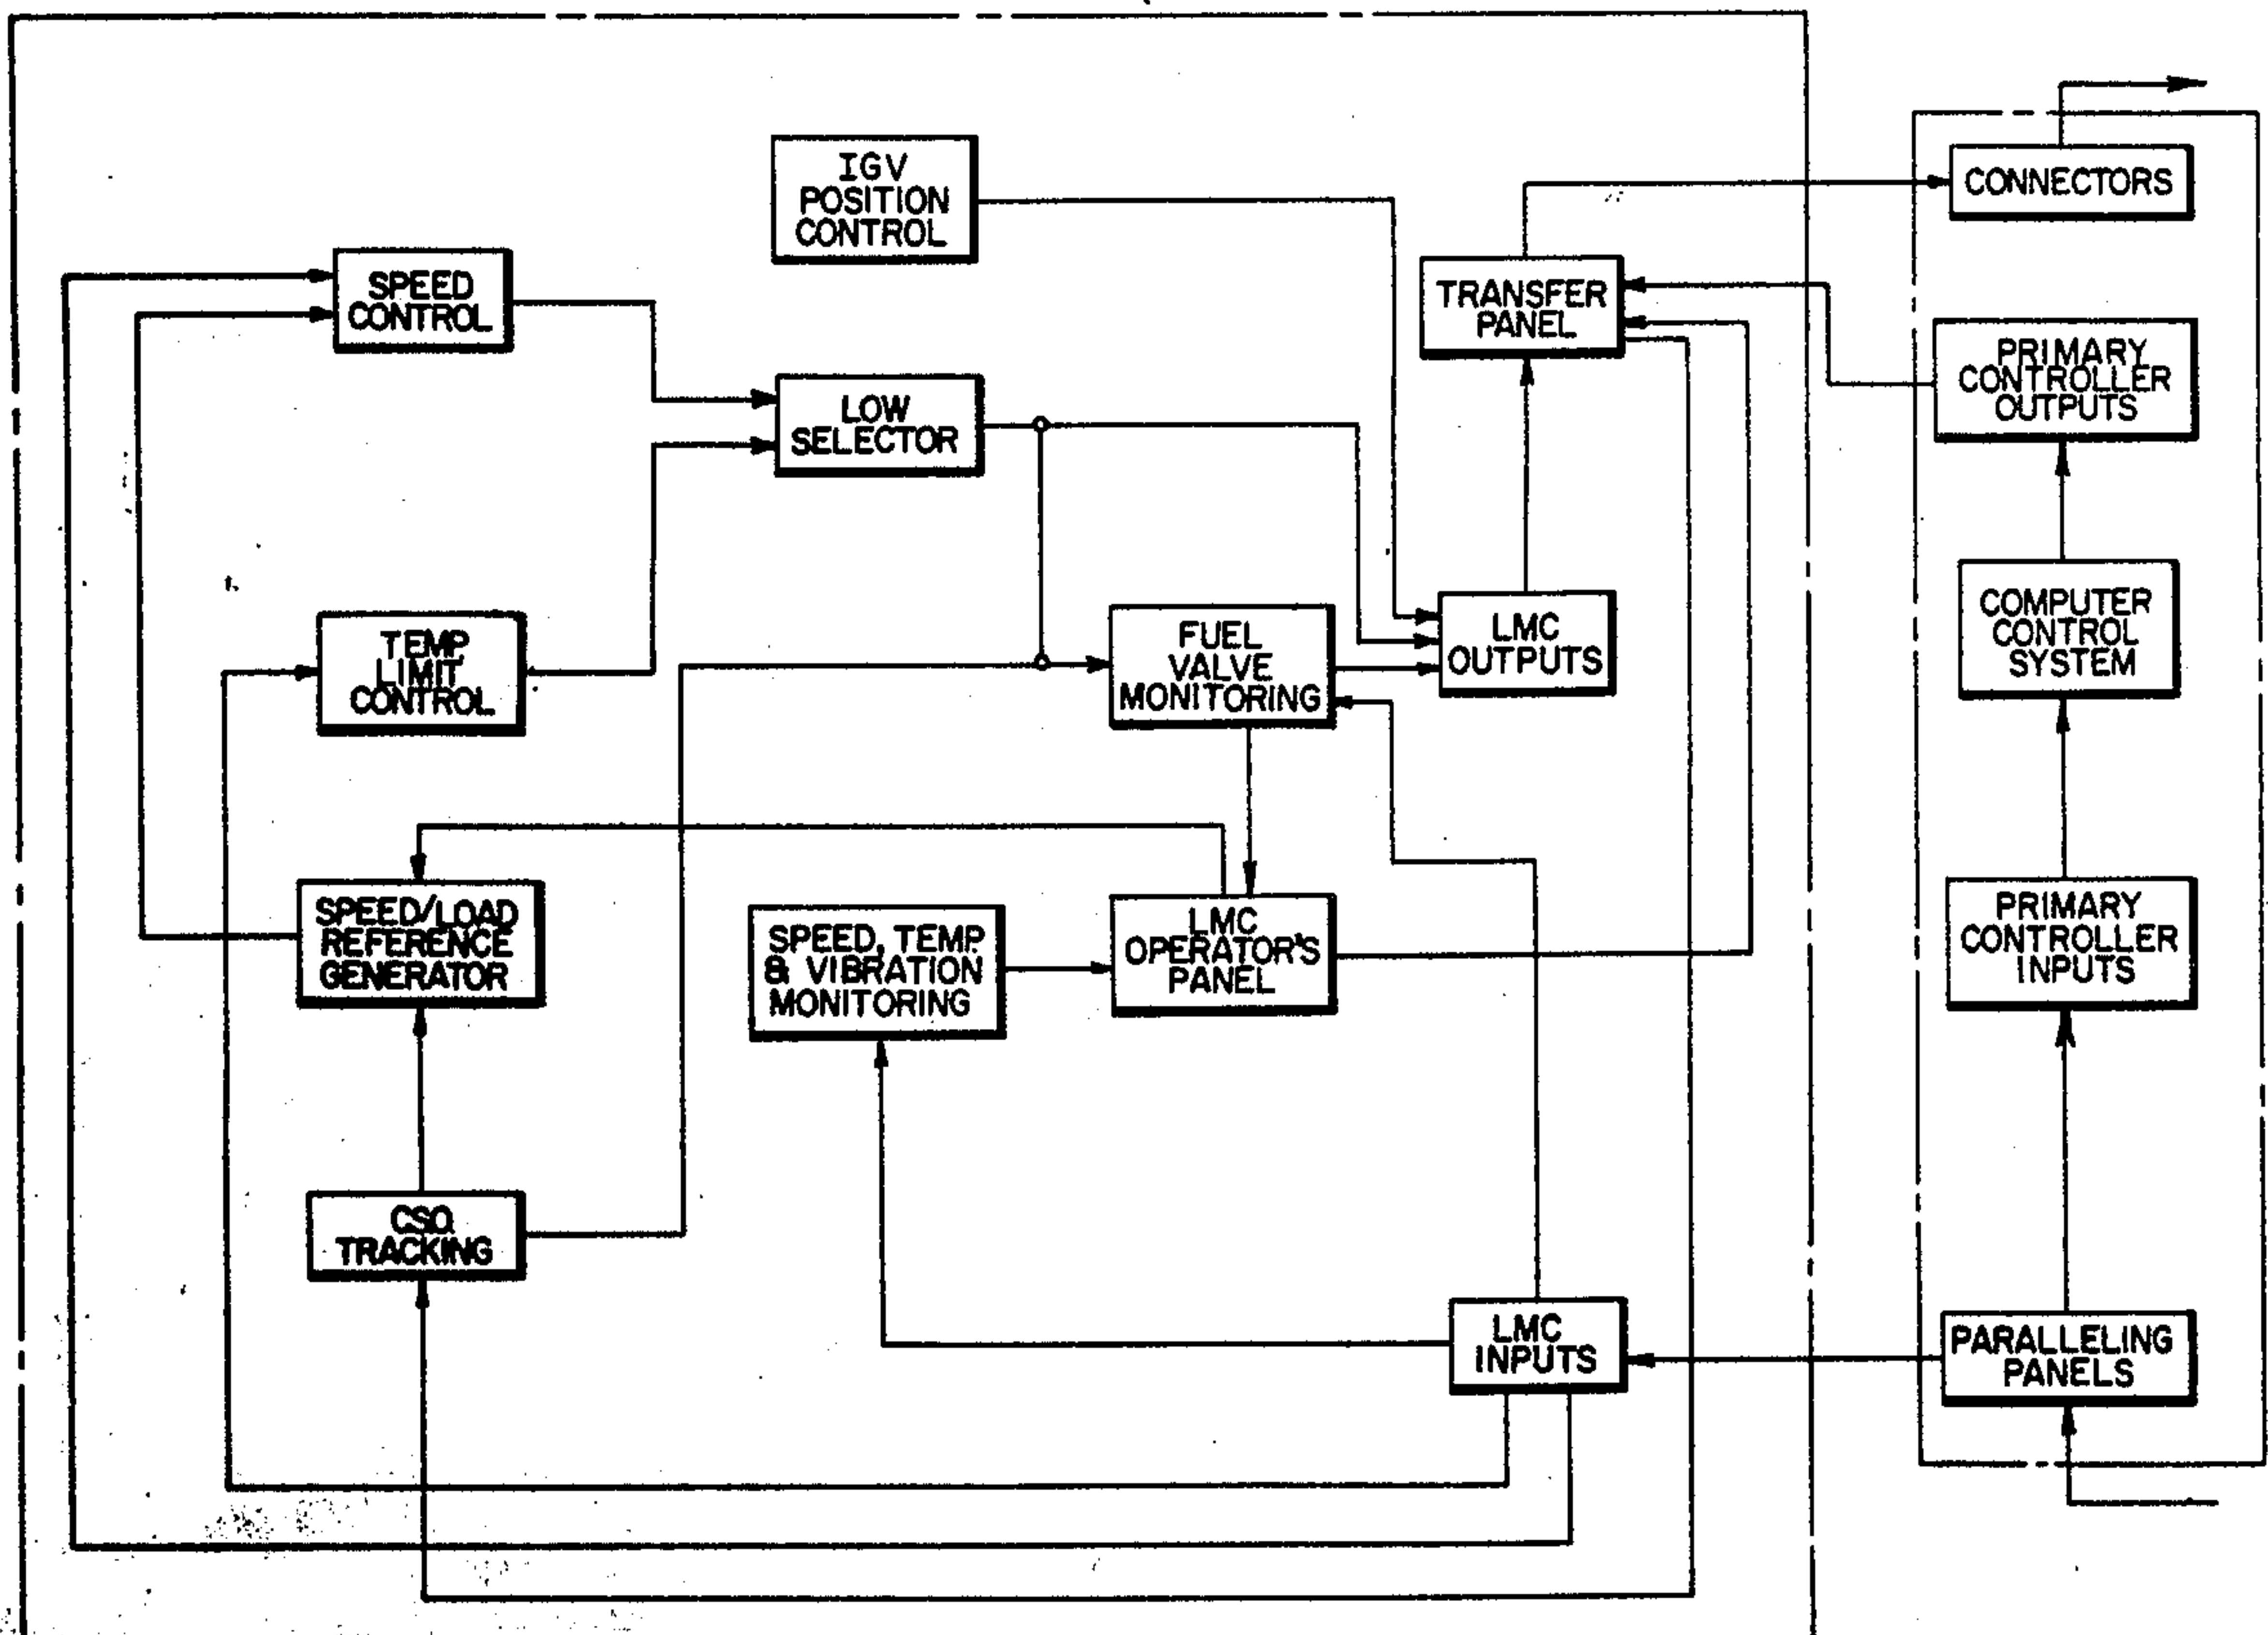 IGV
POSITION
CONTROL
CONNECTORS
SPEED
CONTROL
TRANSFER
PANEL
PRIMARY
CONTROLLER
OUTPUTS
LOW
SELECTOR
TEMP.
LIMIT
CONTROL
FUEL
VALVE
MONITORING
LMC
OUTPUTS
COMPUTER
CONTROL
SYSTEM
SPEED/LOAD
REFERENCE
GENERATOR
SPEED, TEMP.
& VIBRATION
MONITORING
LMC
OPERATOR'S
PANEL
PRIMARY
CONTROLLER
INPUTS
CSO.
TRACKING
LMC
INPUTS
PARALLELING
PANELS